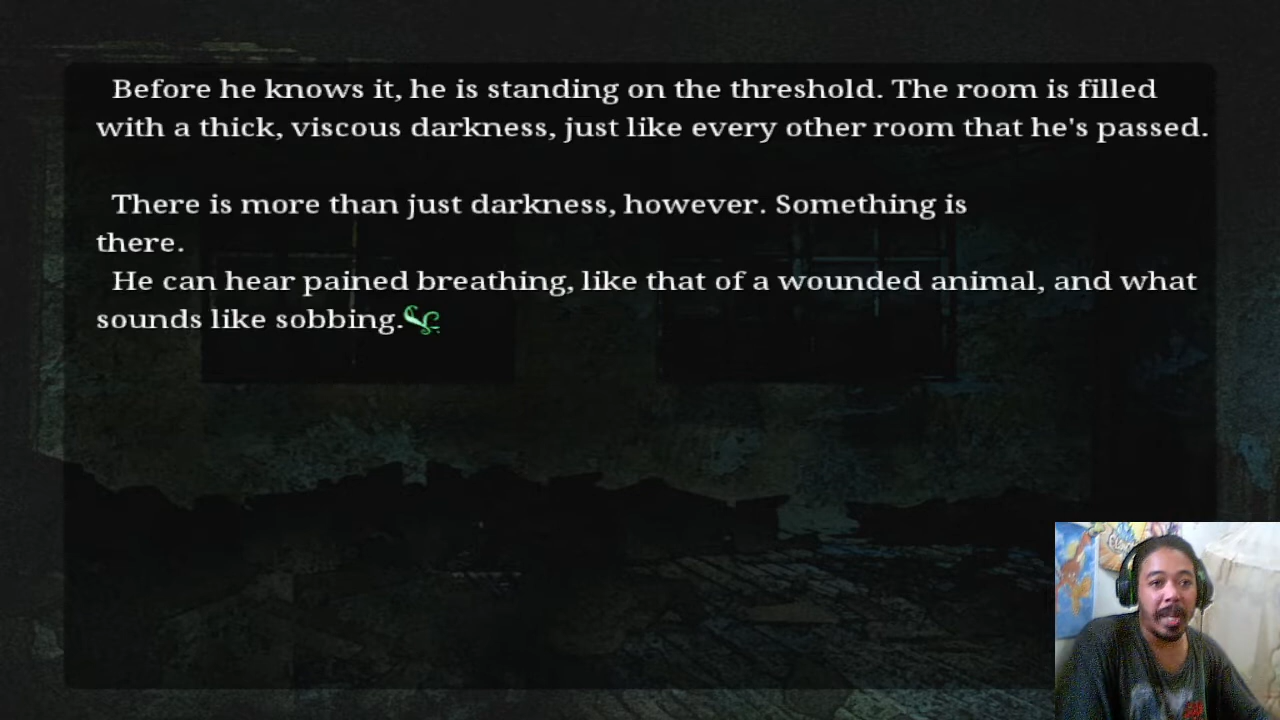 Before he knows it, he is standing on the threshold. The room is filled
with a thick, viscous darkness, just like every other room that he's passed.
There is more than just darkness, however. Something is
there.
He can hear pained breathing, like that of a wounded animal, and what
sounds like sobbing.